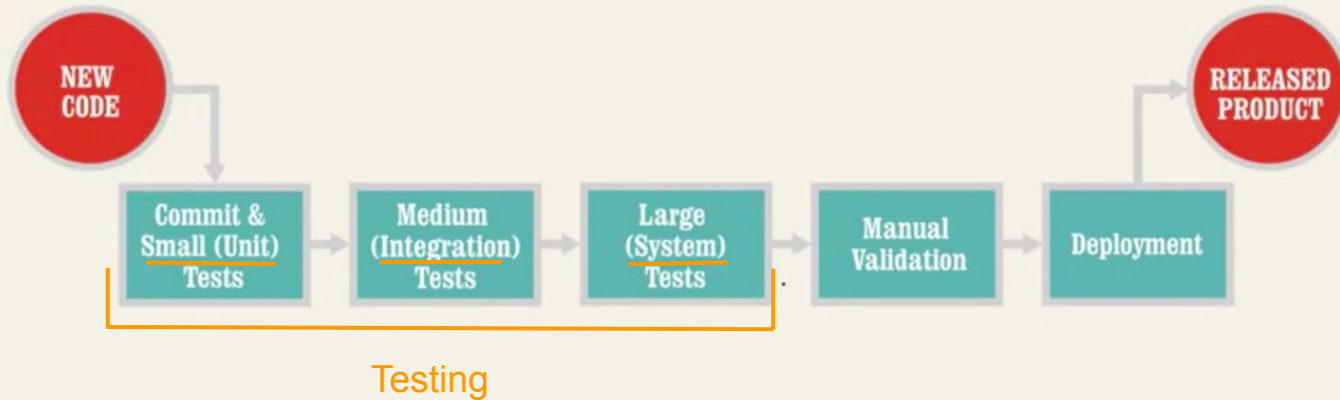 NEW
CODE
RELEASED
PRODUCT
Commit &
Small (Unit)
Tests
Medium
(Integration)
Tests
Large
(System)
Tests
Manual
Validation
Deployment
Testing